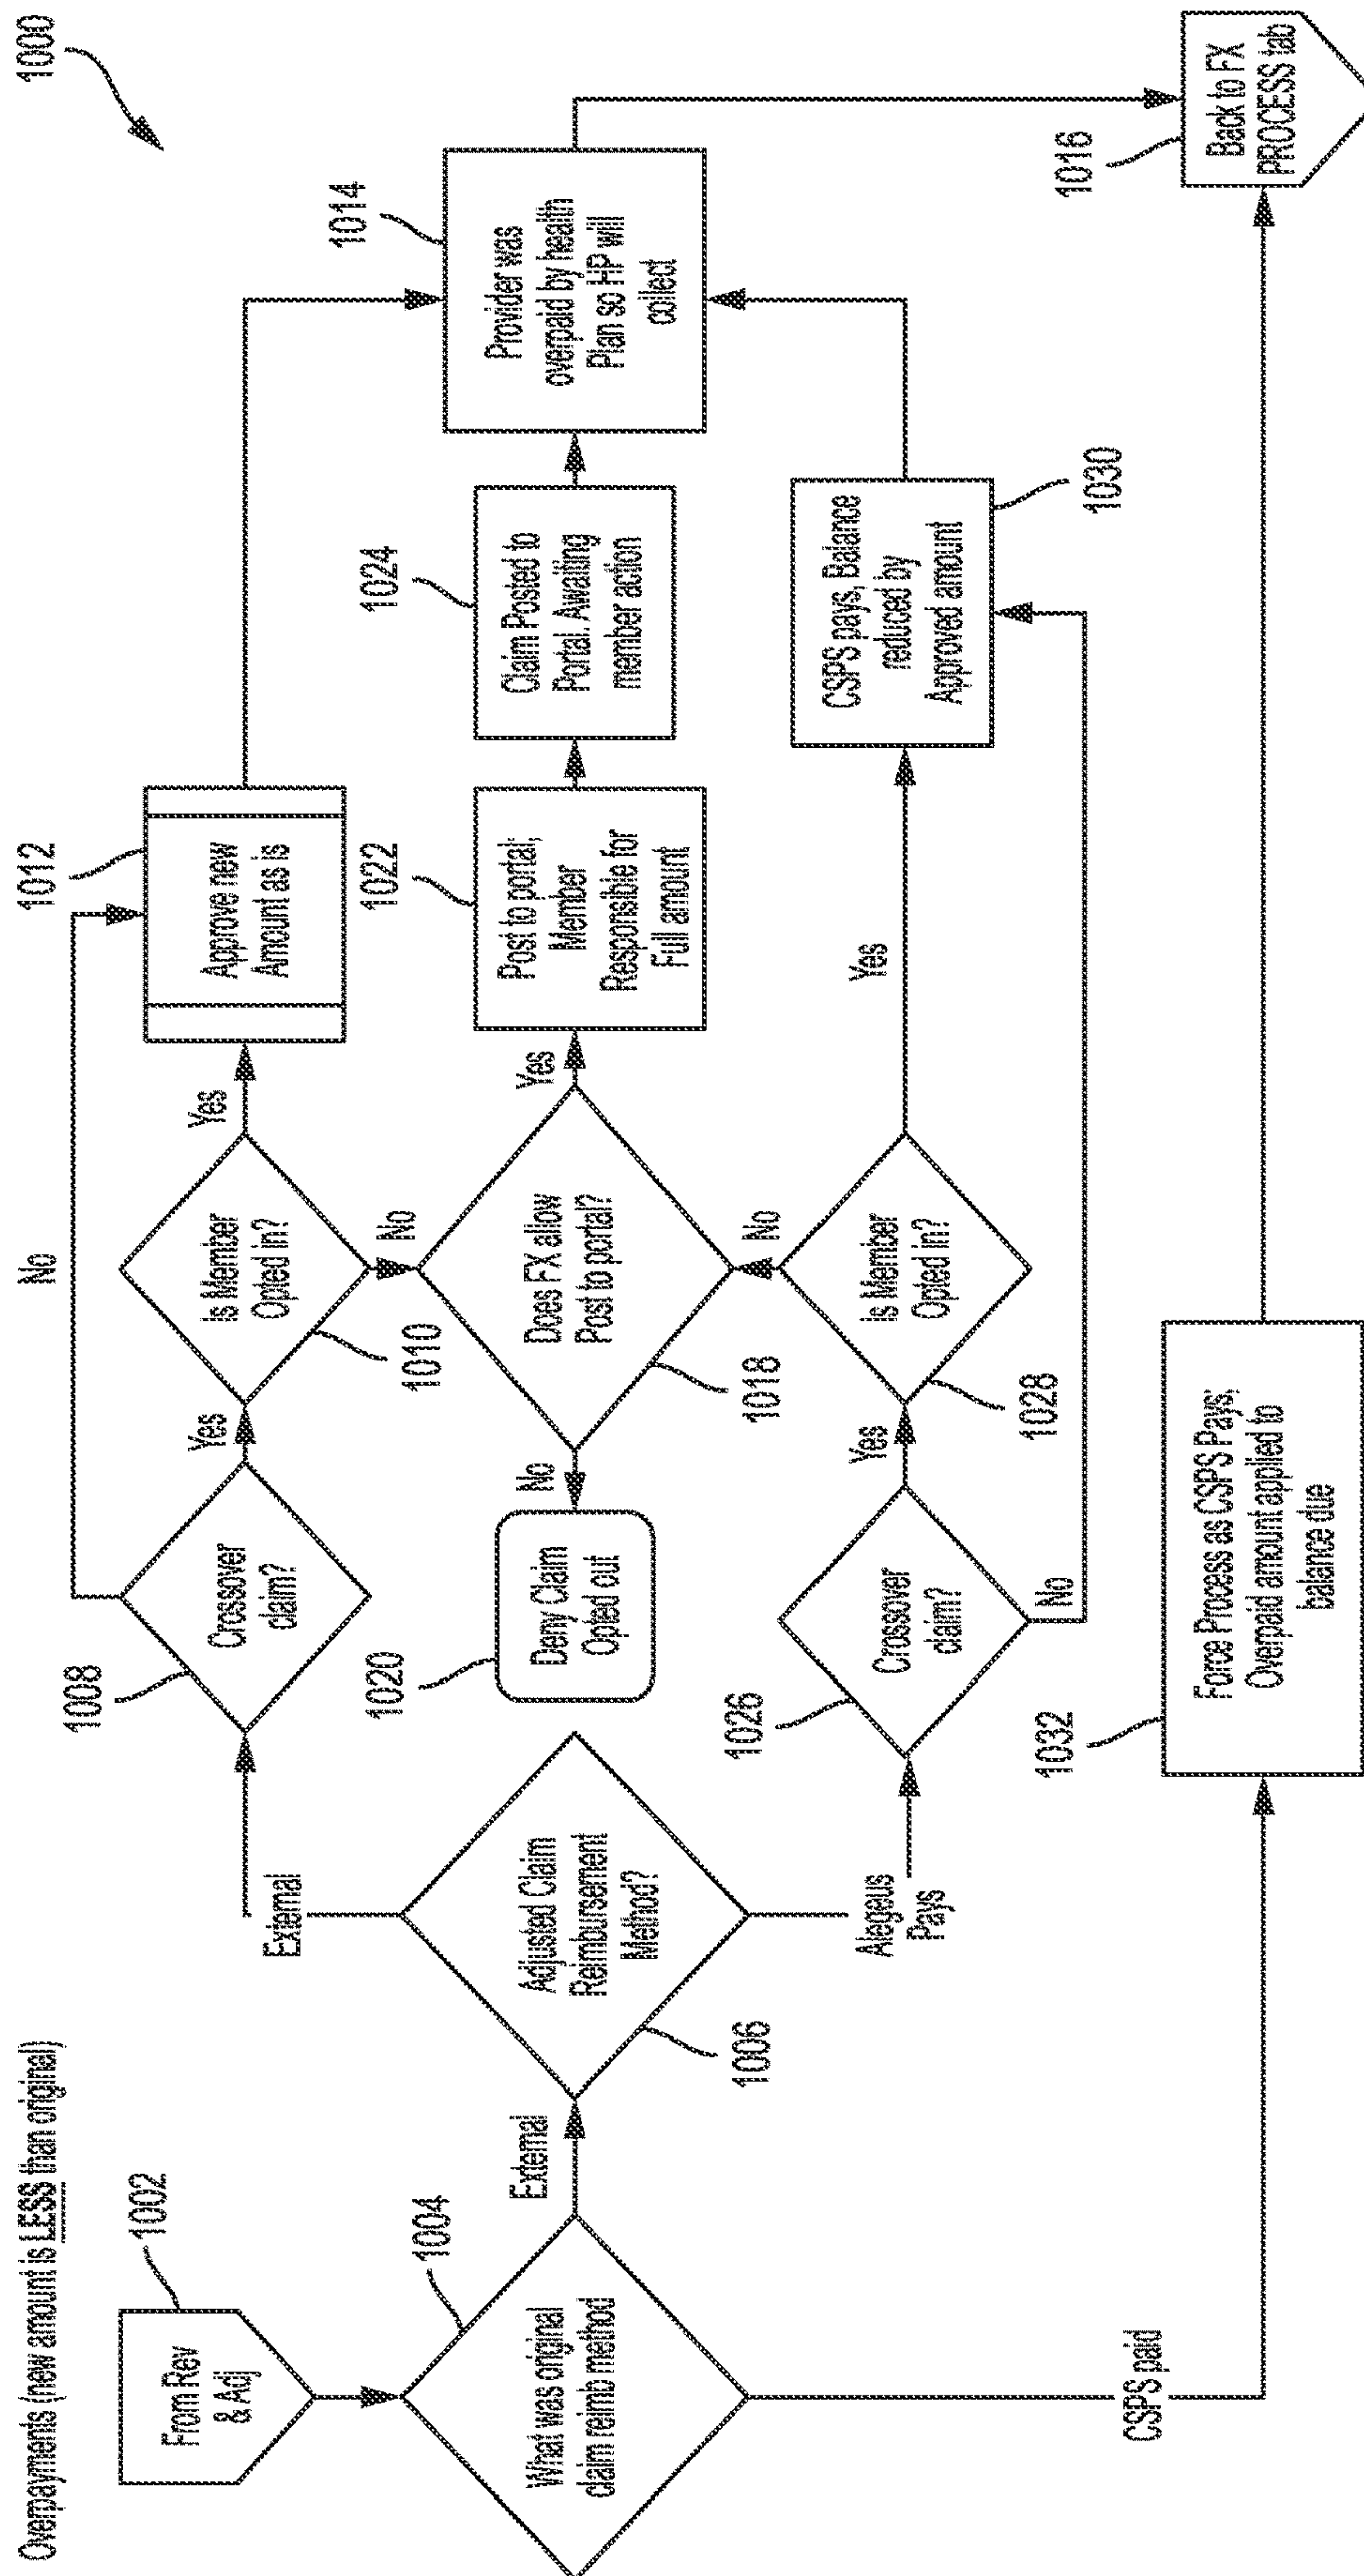 Overpayments (new amount is LESS than original)
1000
1002
From Rev
& Adj
1004
What was original
claim reimb method
External
CSPS paid
1006
Adjusted Claim
Reimbursement
Method?
External
Alegeus
Pays
1008
Crossover
claim?
No
Yes
1010
Is Member
Opted in?
Yes
No
1012
Approve new
Amount as is
1014
Provider was
overpaid by health
Plan so HP will
collect
1016
Back to FX
PROCESS tab
1018
Does FX allow
Post to portal?
No
Yes
1020
Deny Claim
Opted out
1022
Post to portal;
Member
Responsible for
Full amount
1024
Claim Posted to
Portal. Awaiting
member action
1026
Crossover
claim?
Yes
No
1028
Is Member
Opted in?
No
Yes
1030
CSPS pays, Balance
reduced by
Approved amount
1032
Force Process as CSPS Pays;
Overpaid amount applied to
balance due